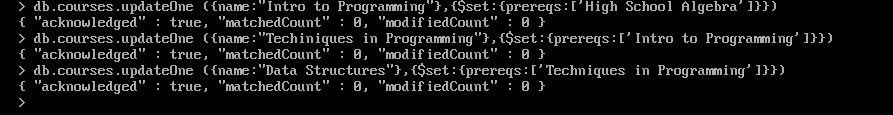 > db.courses.updateOne ({name:"Intro to Programming"},{$set:{prereqs:['High School Algebra']}})
{ "acknowledged" : true, "matchedCount" : 0, "modifiedCount" : 0 }
> db.courses.updateOne ({name:"Techiniques in Programming"},{$set:{prereqs:['Intro to Programming']}})
{ "acknowledged" : true, "matchedCount" : 0, "modifiedCount" : 0 }
> db.courses.updateOne ({name:"Data Structures"},{$set:{prereqs:['Techniques in Programming']}})
{ "acknowledged" : true, "matchedCount" : 0, "modifiedCount" : 0 }
>